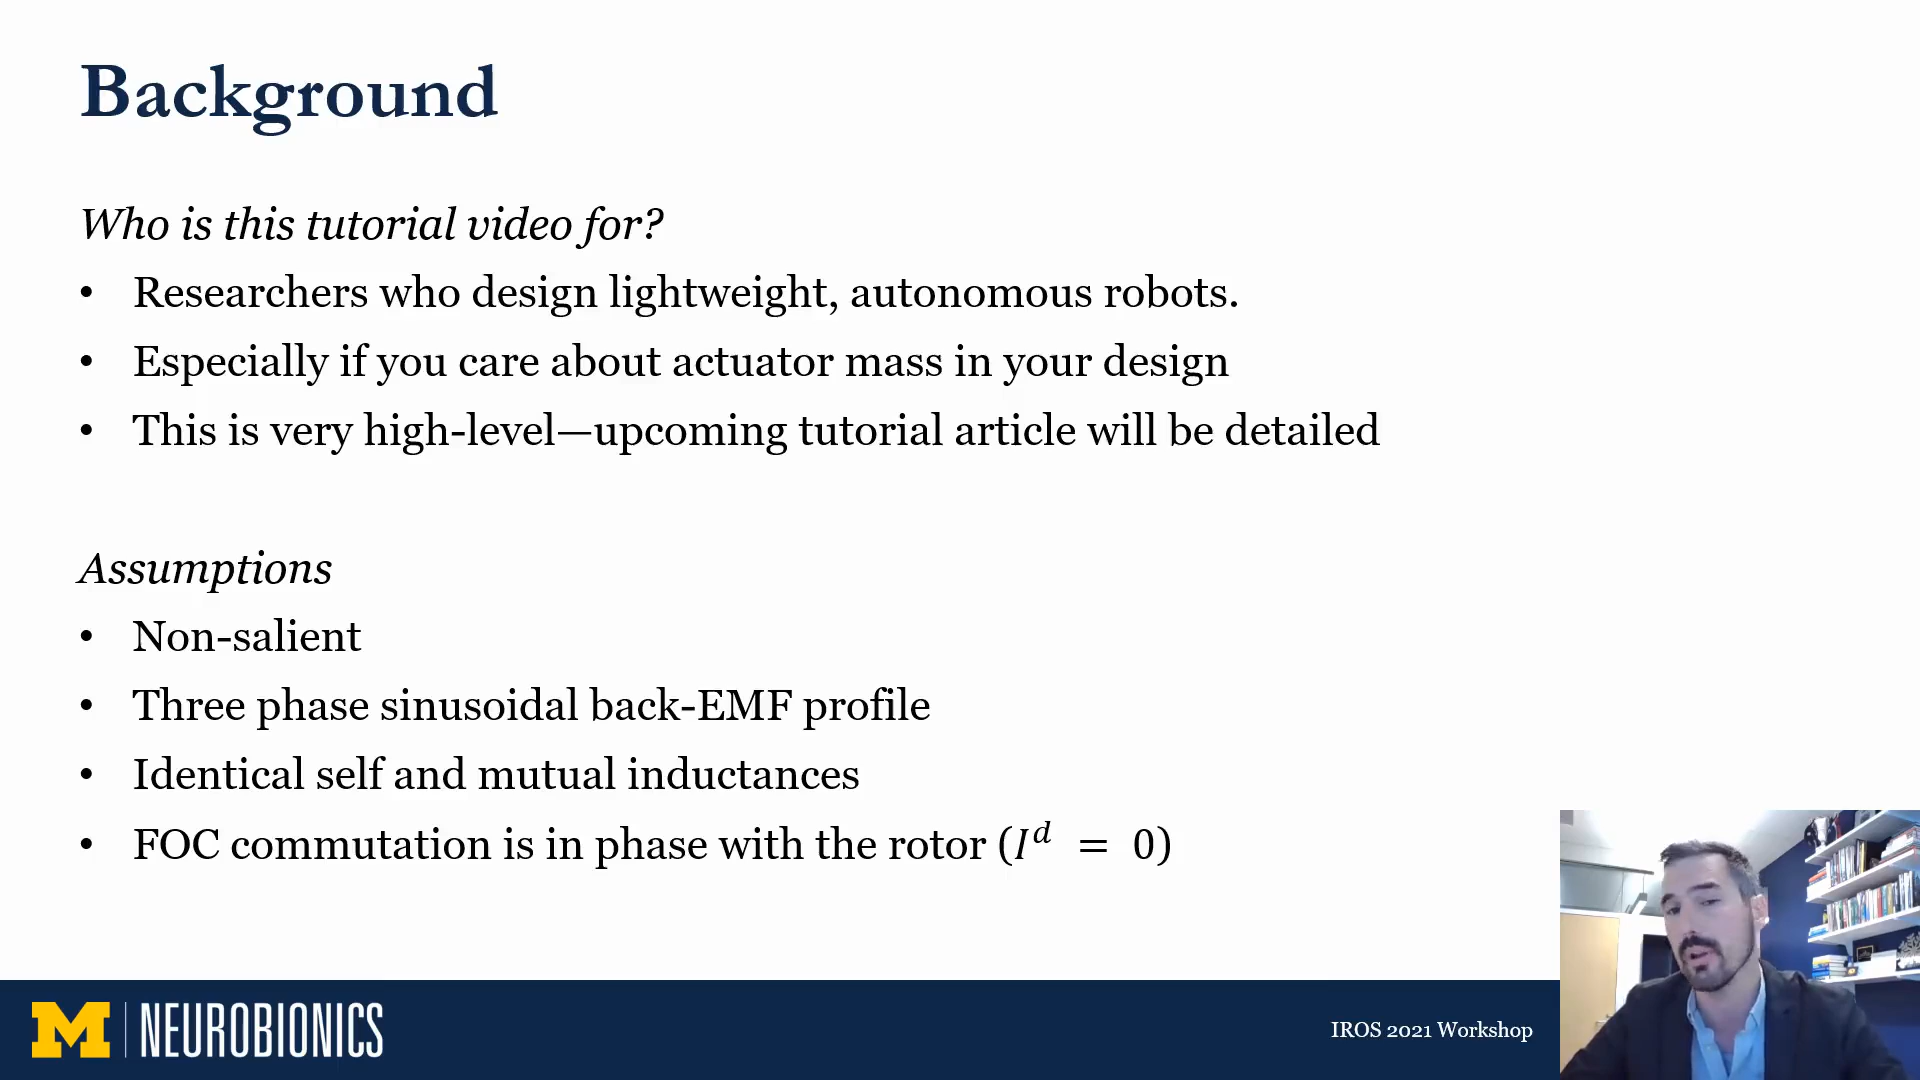 Background
Who is this tutorial video for?
• Researchers who design lightweight, autonomous robots.
• Especially if you care about actuator mass in your design
• This is very high-level—upcoming tutorial article will be detailed
Assumptions
• Non-salient
• Three phase sinusoidal back-EMF profile
• Identical self and mutual inductances
• FOC commutation is in phase with the rotor (I^d = 0)
M | NEUROBIONICS
IROS 2021 Workshop